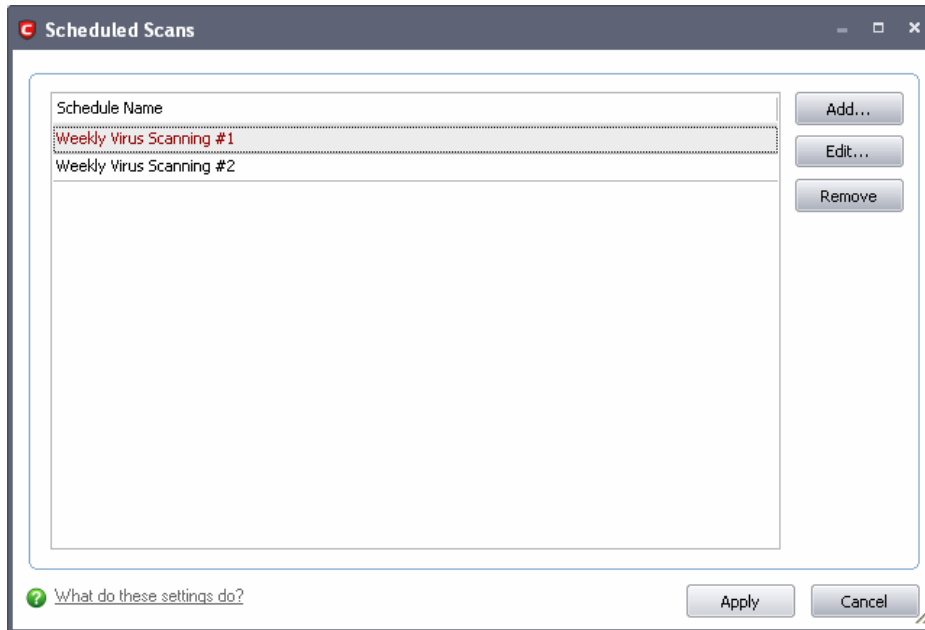 Scheduled Scans
Schedule Name
Weekly Virus Scanning #1
Weekly Virus Scanning #2
Add...
Edit...
Remove
What do these settings do?
Apply
Cancel